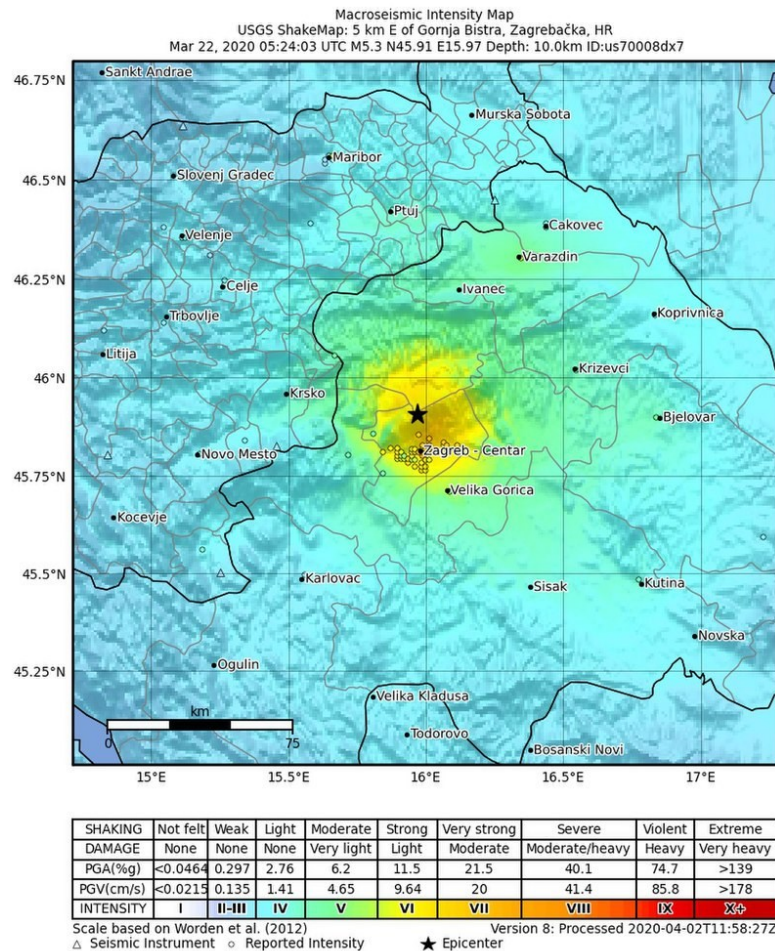 Macroseismic Intensity Map
USGS ShakeMap: 5 km E of Gornja Bistra, Zagrebačka, HR
Mar 22, 2020 05:24:03 UTC M5.3 N45.91 E15.97 Depth: 10.0km ID:us70008dx7
46.75°N
Sankt Andrae
Murska Sobota
Maribor
46.5°N
Slovenj Gradec
Ptuj
Cakovec
Velenje
Varazdin
46.25°N
Celje
Ivanec
Trbovlje
Koprivnica
Litija
46°N
Krizevci
Krsko
Bjelovar
Novo Mesto
Zagreb - Centar
45.75°N
Velika Gorica
Kocevje
45.5°N
Karlovac
Sisak
Kutina
Novska
45.25°N
Ogulin
Velika Kladusa
km
0 75
Todorovo
Bosanski Novi
15°E 15.5°E 16°E 16.5°E 17°E
SHAKING Not felt Weak Light Moderate Strong Very strong Severe Violent Extreme
DAMAGE None None None Very light Light Moderate Moderate/heavy Heavy Very heavy
PGA(%g) <0.0464 0.297 2.76 6.2 11.5 21.5 40.1 74.7 >139
PGV(cm/s) <0.0215 0.135 1.41 4.65 9.64 20 41.4 85.8 >178
INTENSITY I II-III IV V VI VII VIII IX X+
Scale based on Worden et al. (2012) Version 8: Processed 2020-04-02T11:58:27Z
△ Seismic Instrument ○ Reported Intensity ★ Epicenter